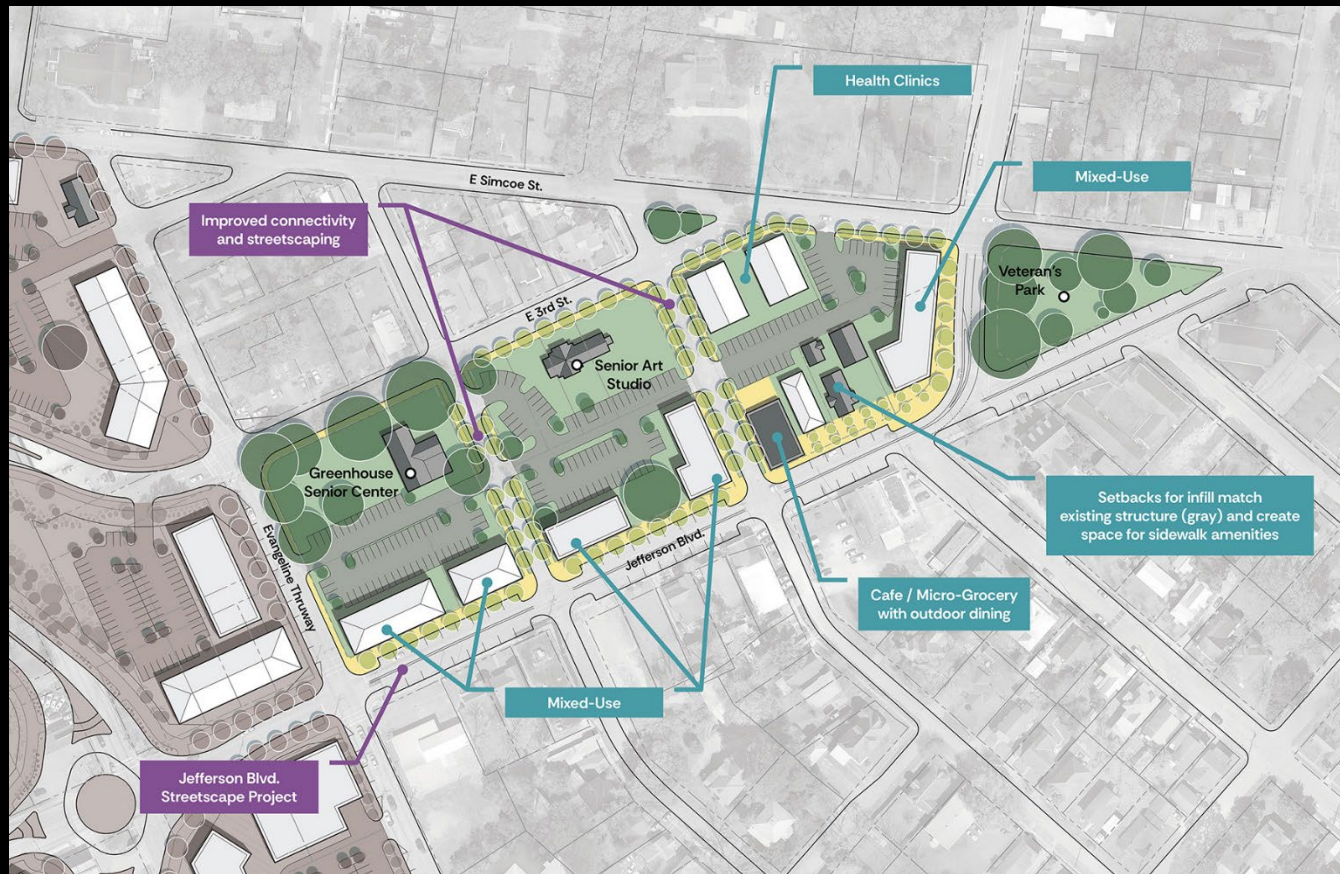 Health Clinics
E Simcoe St.
Mixed-Use
Improved connectivity
and streetscaping
Veteran's
Park
E 3rd St.
Senior Art
Studio
Greenhouse
Senior Center
Setbacks for infill match
existing structure (gray) and create
space for sidewalk amenities
Jefferson Blvd.
Evangeline Thruway
Cafe / Micro-Grocery
with outdoor dining
Mixed-Use
Jefferson Blvd.
Streetscape Project